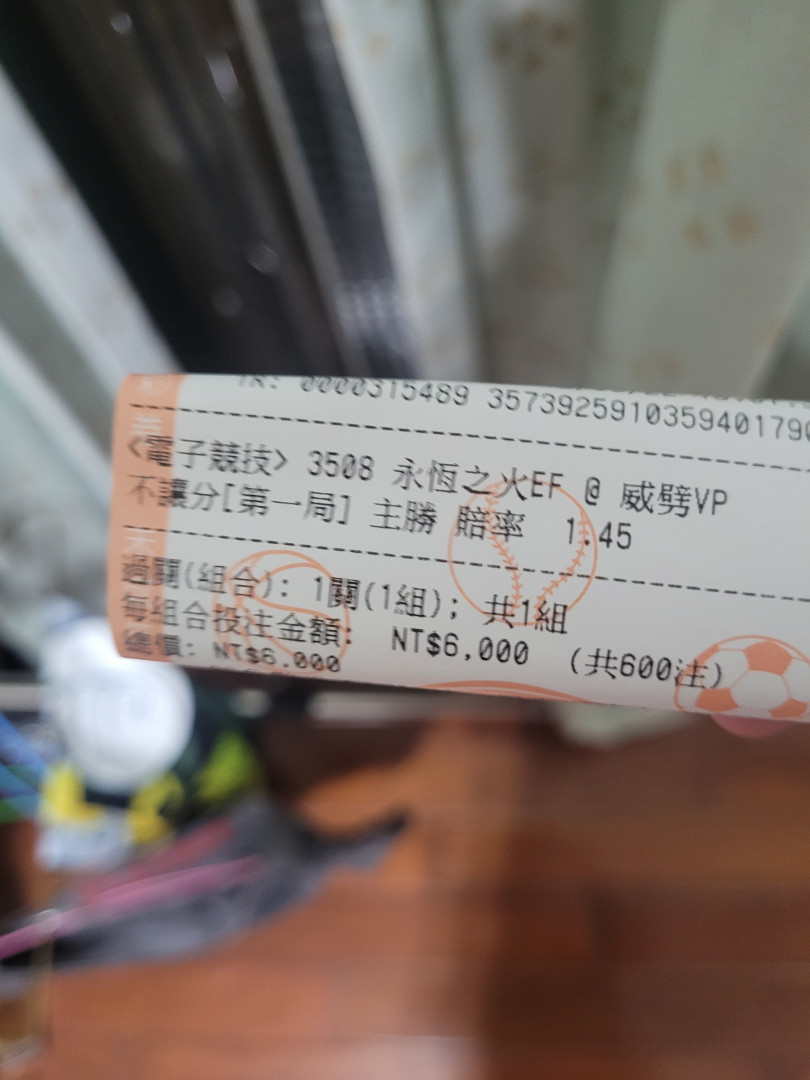 TR: 0000315489 3573925910359401790
<電子競技> 3508 永恆之火EF @ 威劈VP
不讓分[第一局] 主勝 賠率 1.45
過關(組合): 1關(1組); 共1組
每組合投注金額: NT$6,000 (共600注)
總價: NT$6,000